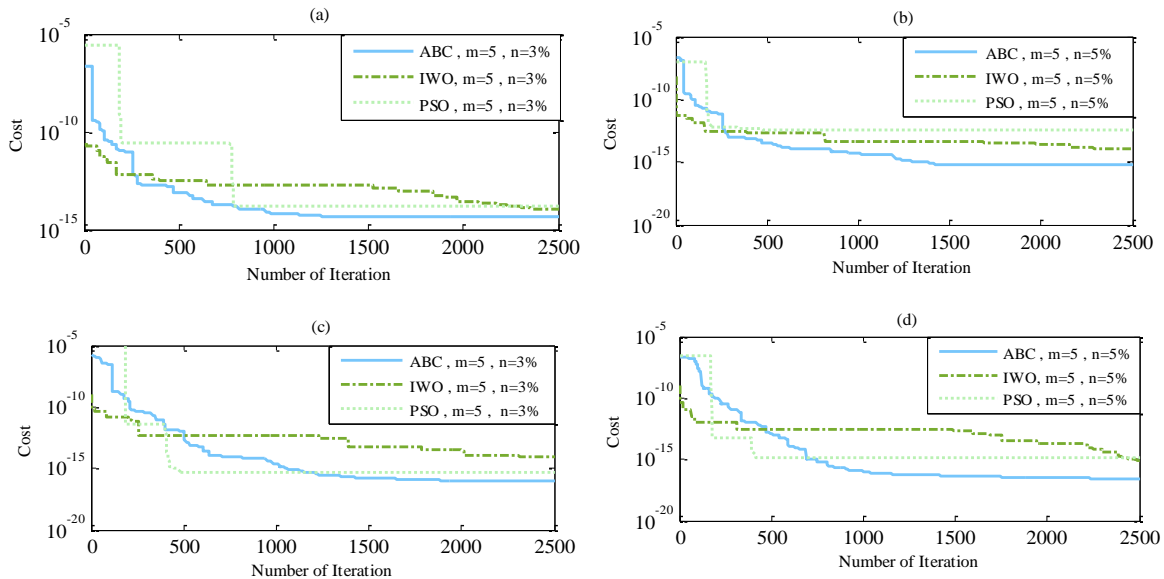 (a)
10-5
10-10
10-15
Cost
ABC , m=5 , n=3%
IWO, m=5 , n=3%
PSO , m=5 , n=3%
0 500 1000 1500 2000 2500
Number of Iteration
(b)
10-5
10-10
10-15
10-20
Cost
ABC , m=5 , n=5%
IWO, m=5 , n=5%
PSO , m=5 , n=5%
0 500 1000 1500 2000 2500
Number of Iteration
(c)
10-5
10-10
10-15
10-20
Cost
ABC , m=5 , n=3%
IWO, m=5 , n=3%
PSO , m=5 , n=3%
0 500 1000 1500 2000 2500
Number of Iteration
(d)
10-5
10-10
10-15
10-20
Cost
ABC , m=5 , n=5%
IWO, m=5 , n=5%
PSO , m=5 , n=5%
0 500 1000 1500 2000 2500
Number of Iteration